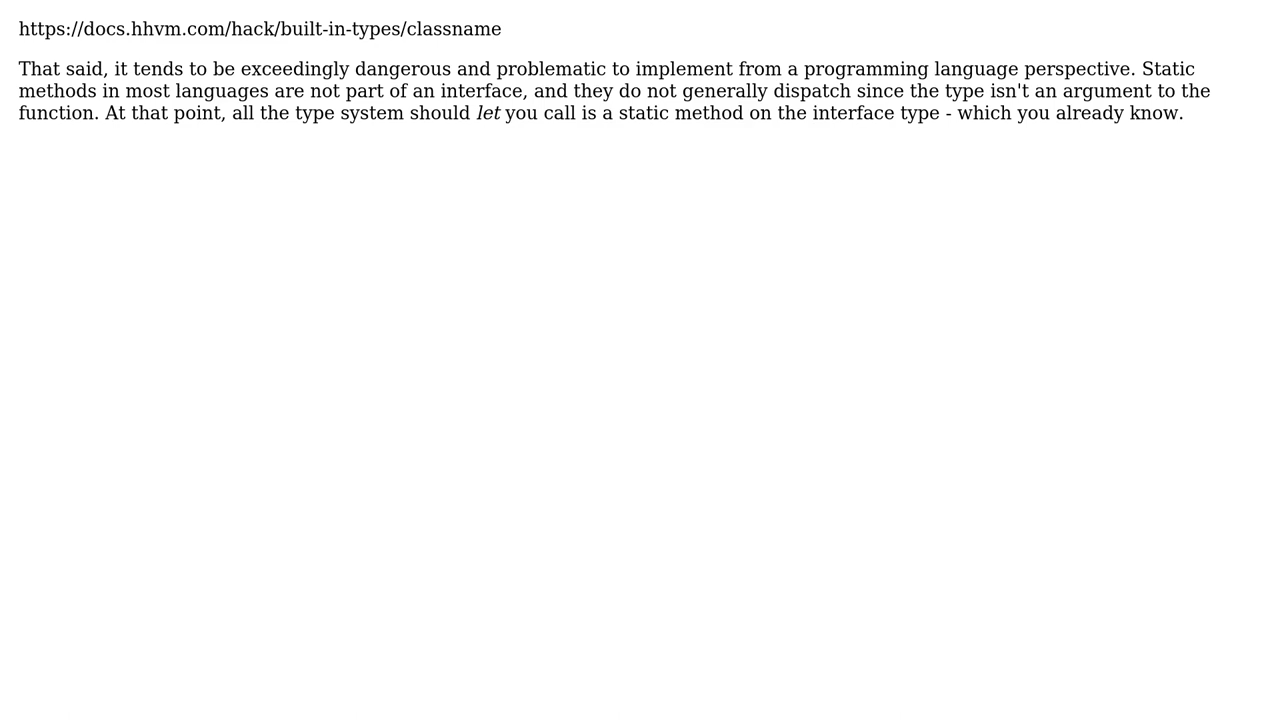 https://docs.hhvm.com/hack/built-in-types/classname
That said, it tends to be exceedingly dangerous and problematic to implement from a programming language perspective. Static
methods in most languages are not part of an interface, and they do not generally dispatch since the type isn't an argument to the
function. At that point, all the type system should let you call is a static method on the interface type - which you already know.